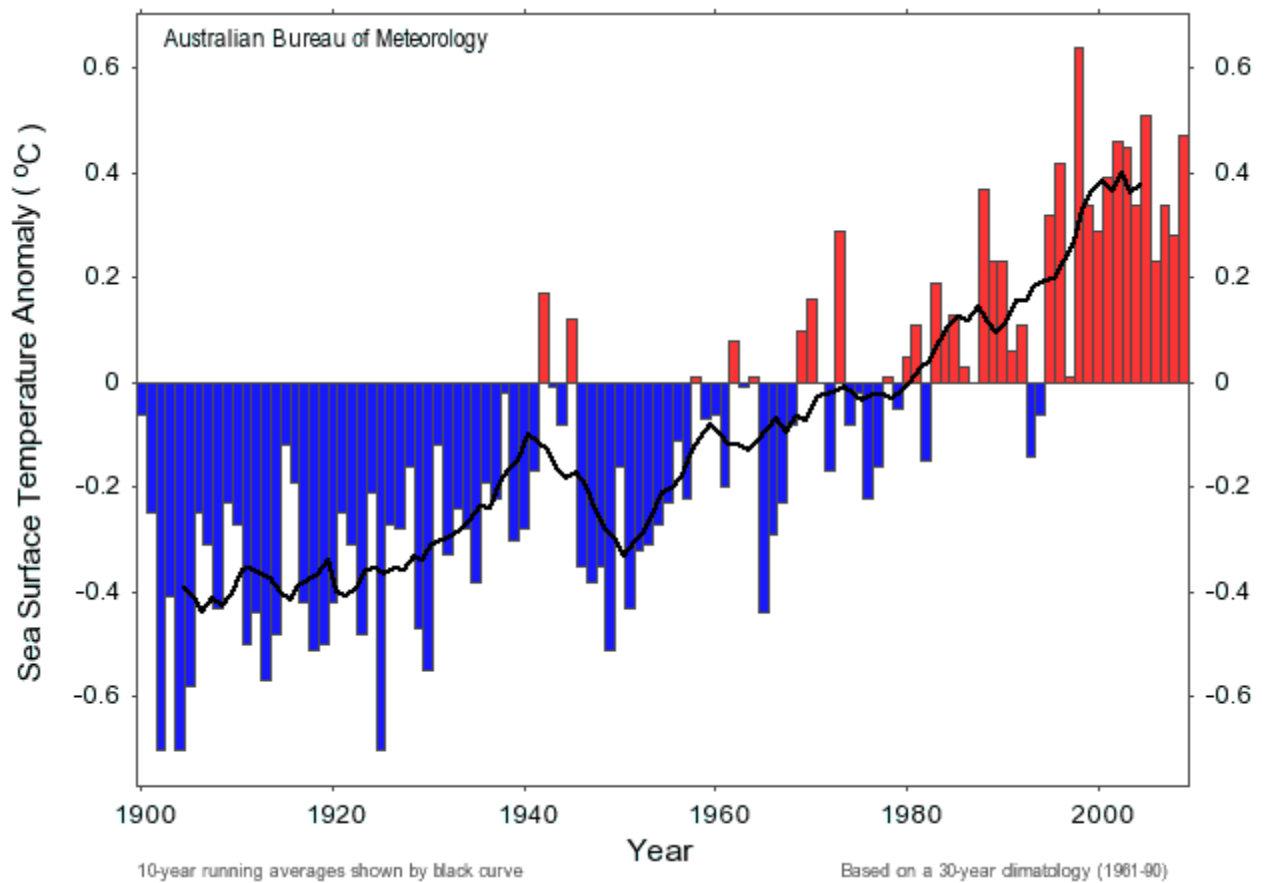 Australian Bureau of Meteorology
Sea Surface Temperature Anomaly ( ºC )
0.6 0.6
0.4 0.4
0.2 0.2
0 0
-0.2 -0.2
-0.4 -0.4
-0.6 -0.6
1900 1920 1940 1960 1980 2000
Year
10-year running averages shown by black curve
Based on a 30-year climatology (1961-90)